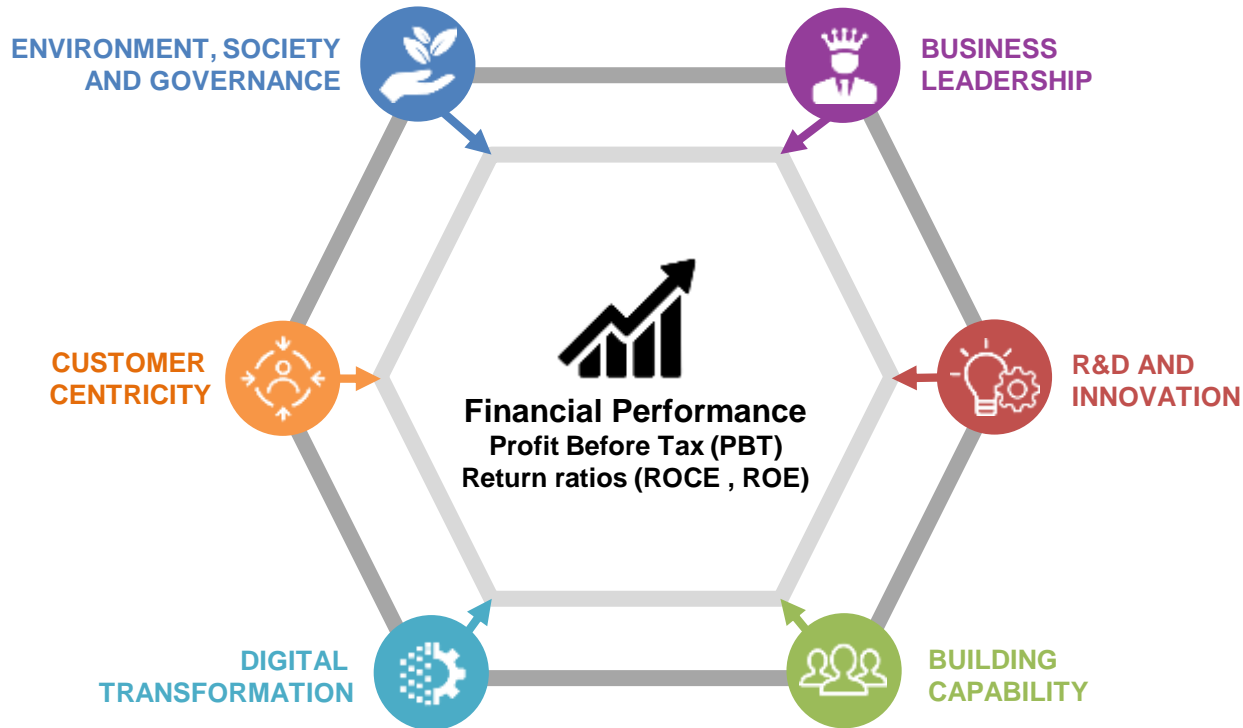 ENVIRONMENT, SOCIETY
AND GOVERNANCE
BUSINESS
LEADERSHIP
CUSTOMER
CENTRICITY
R&D AND
INNOVATION
Financial Performance
Profit Before Tax (PBT)
Return ratios (ROCE , ROE)
DIGITAL
TRANSFORMATION
BUILDING
CAPABILITY